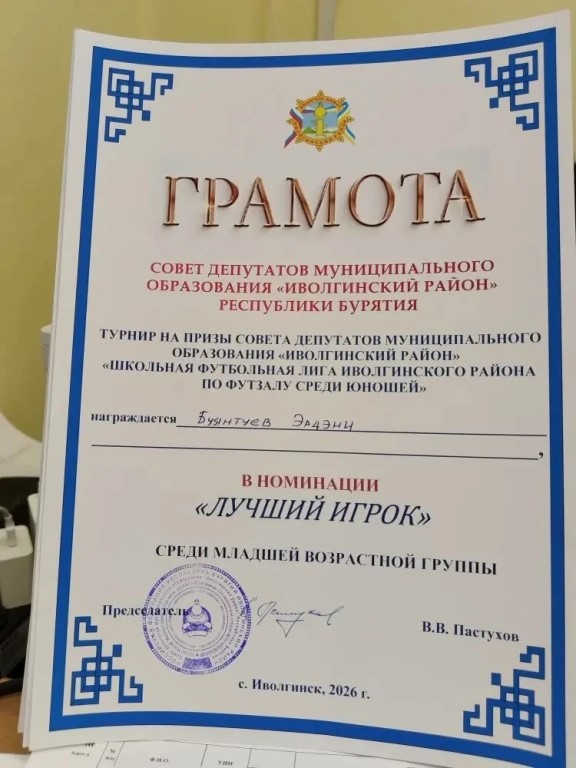 ГРАМОТА
СОВЕТ ДЕПУТАТОВ МУНИЦИПАЛЬНОГО
ОБРАЗОВАНИЯ «ИВОЛГИНСКИЙ РАЙОН»
РЕСПУБЛИКИ БУРЯТИЯ
ТУРНИР НА ПРИЗЫ СОВЕТА ДЕПУТАТОВ МУНИЦИПАЛЬНОГО
ОБРАЗОВАНИЯ «ИВОЛГИНСКИЙ РАЙОН»
«ШКОЛЬНАЯ ФУТБОЛЬНАЯ ЛИГА ИВОЛГИНСКОГО РАЙОНА
ПО ФУТЗАЛУ СРЕДИ ЮНОШЕЙ»
награждается Буянтуев Элдэни
,
В НОМИНАЦИИ
«ЛУЧШИЙ ИГРОК»
СРЕДИ МЛАДШЕЙ ВОЗРАСТНОЙ ГРУППЫ
Председатель
В.В. Пастухов
с. Иволгинск, 2026 г.
Ф.И.О.